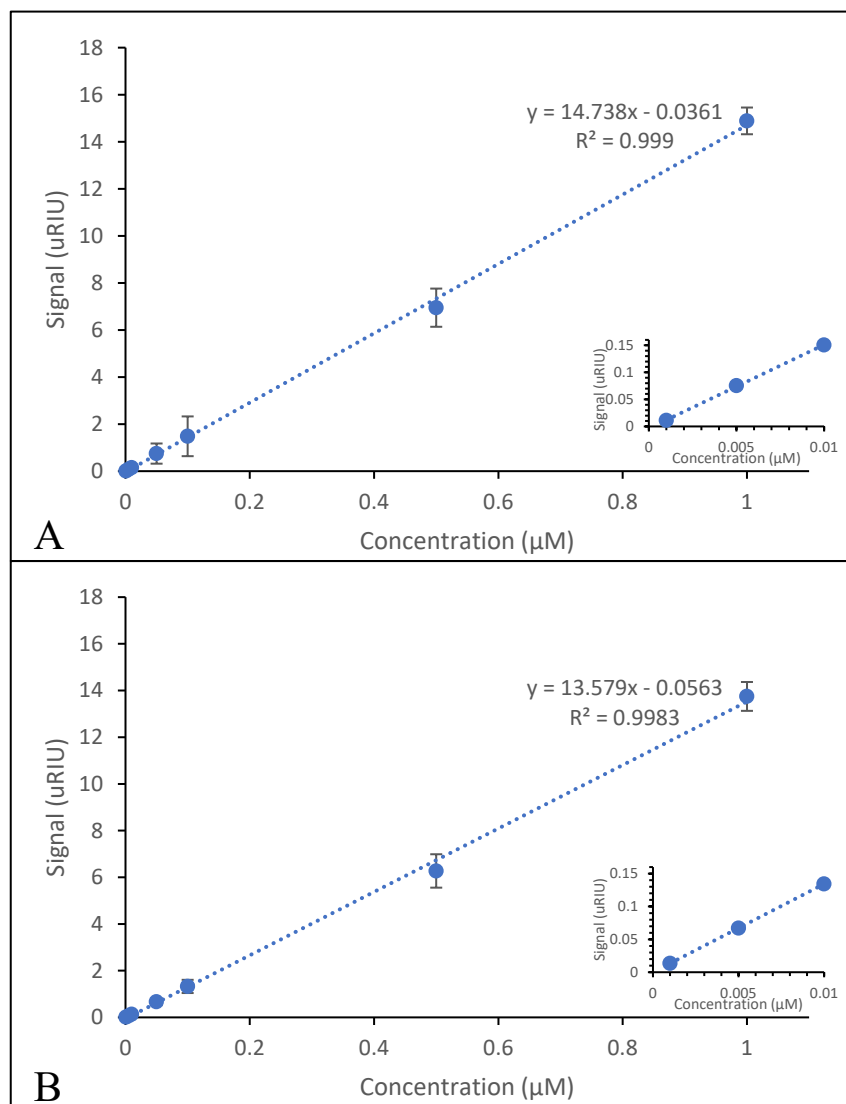 18
16
14
12
10
8
6
4
2
0
Signal (uRIU)
y = 14.738x - 0.0361
R² = 0.999
0.15
0.1
0.05
0
Signal (uRIU)
0 0.005 0.01
Concentration (µM)
0 0.2 0.4 0.6 0.8 1
Concentration (µM)
A
18
16
14
12
10
8
6
4
2
0
Signal (uRIU)
y = 13.579x - 0.0563
R² = 0.9983
0.15
0.1
0.05
0
Signal (uRIU)
0 0.005 0.01
Concentration (µM)
0 0.2 0.4 0.6 0.8 1
Concentration (µM)
B